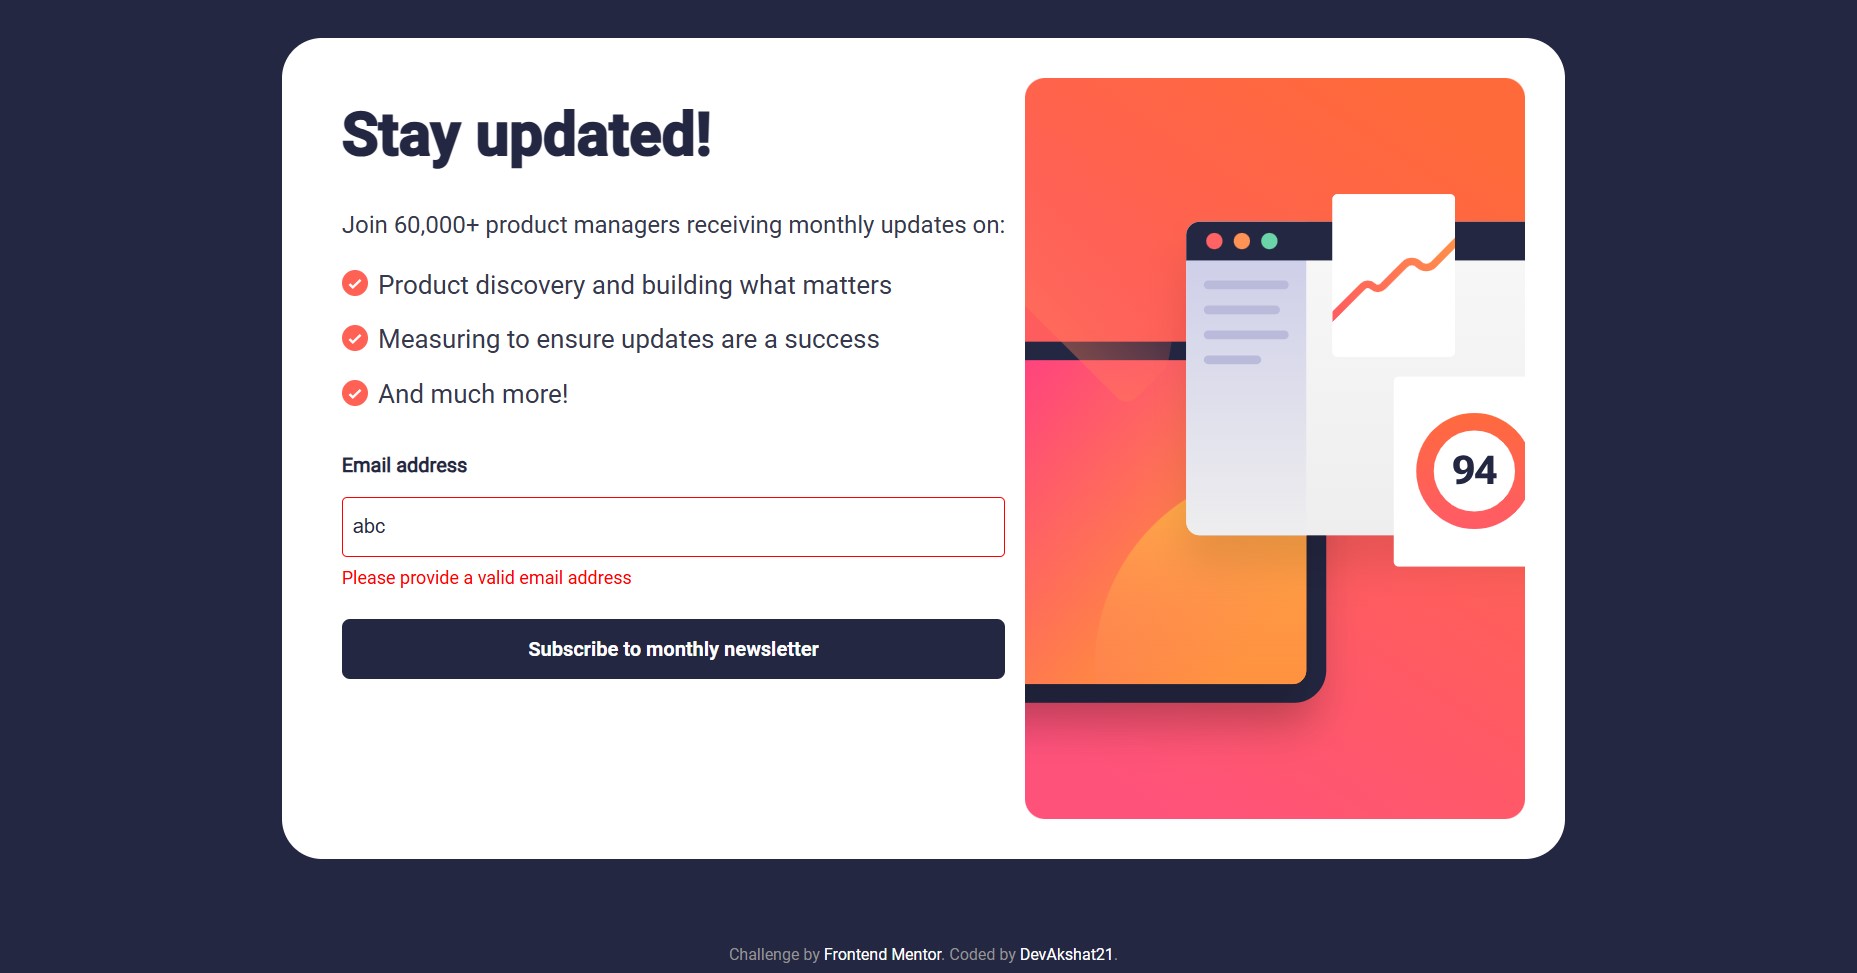 Stay updated!
Join 60,000+ product managers receiving monthly updates on:
Product discovery and building what matters
Measuring to ensure updates are a success
And much more!
Email address
abc
Please provide a valid email address
Subscribe to monthly newsletter
94
Challenge by Frontend Mentor. Coded by DevAkshat21.